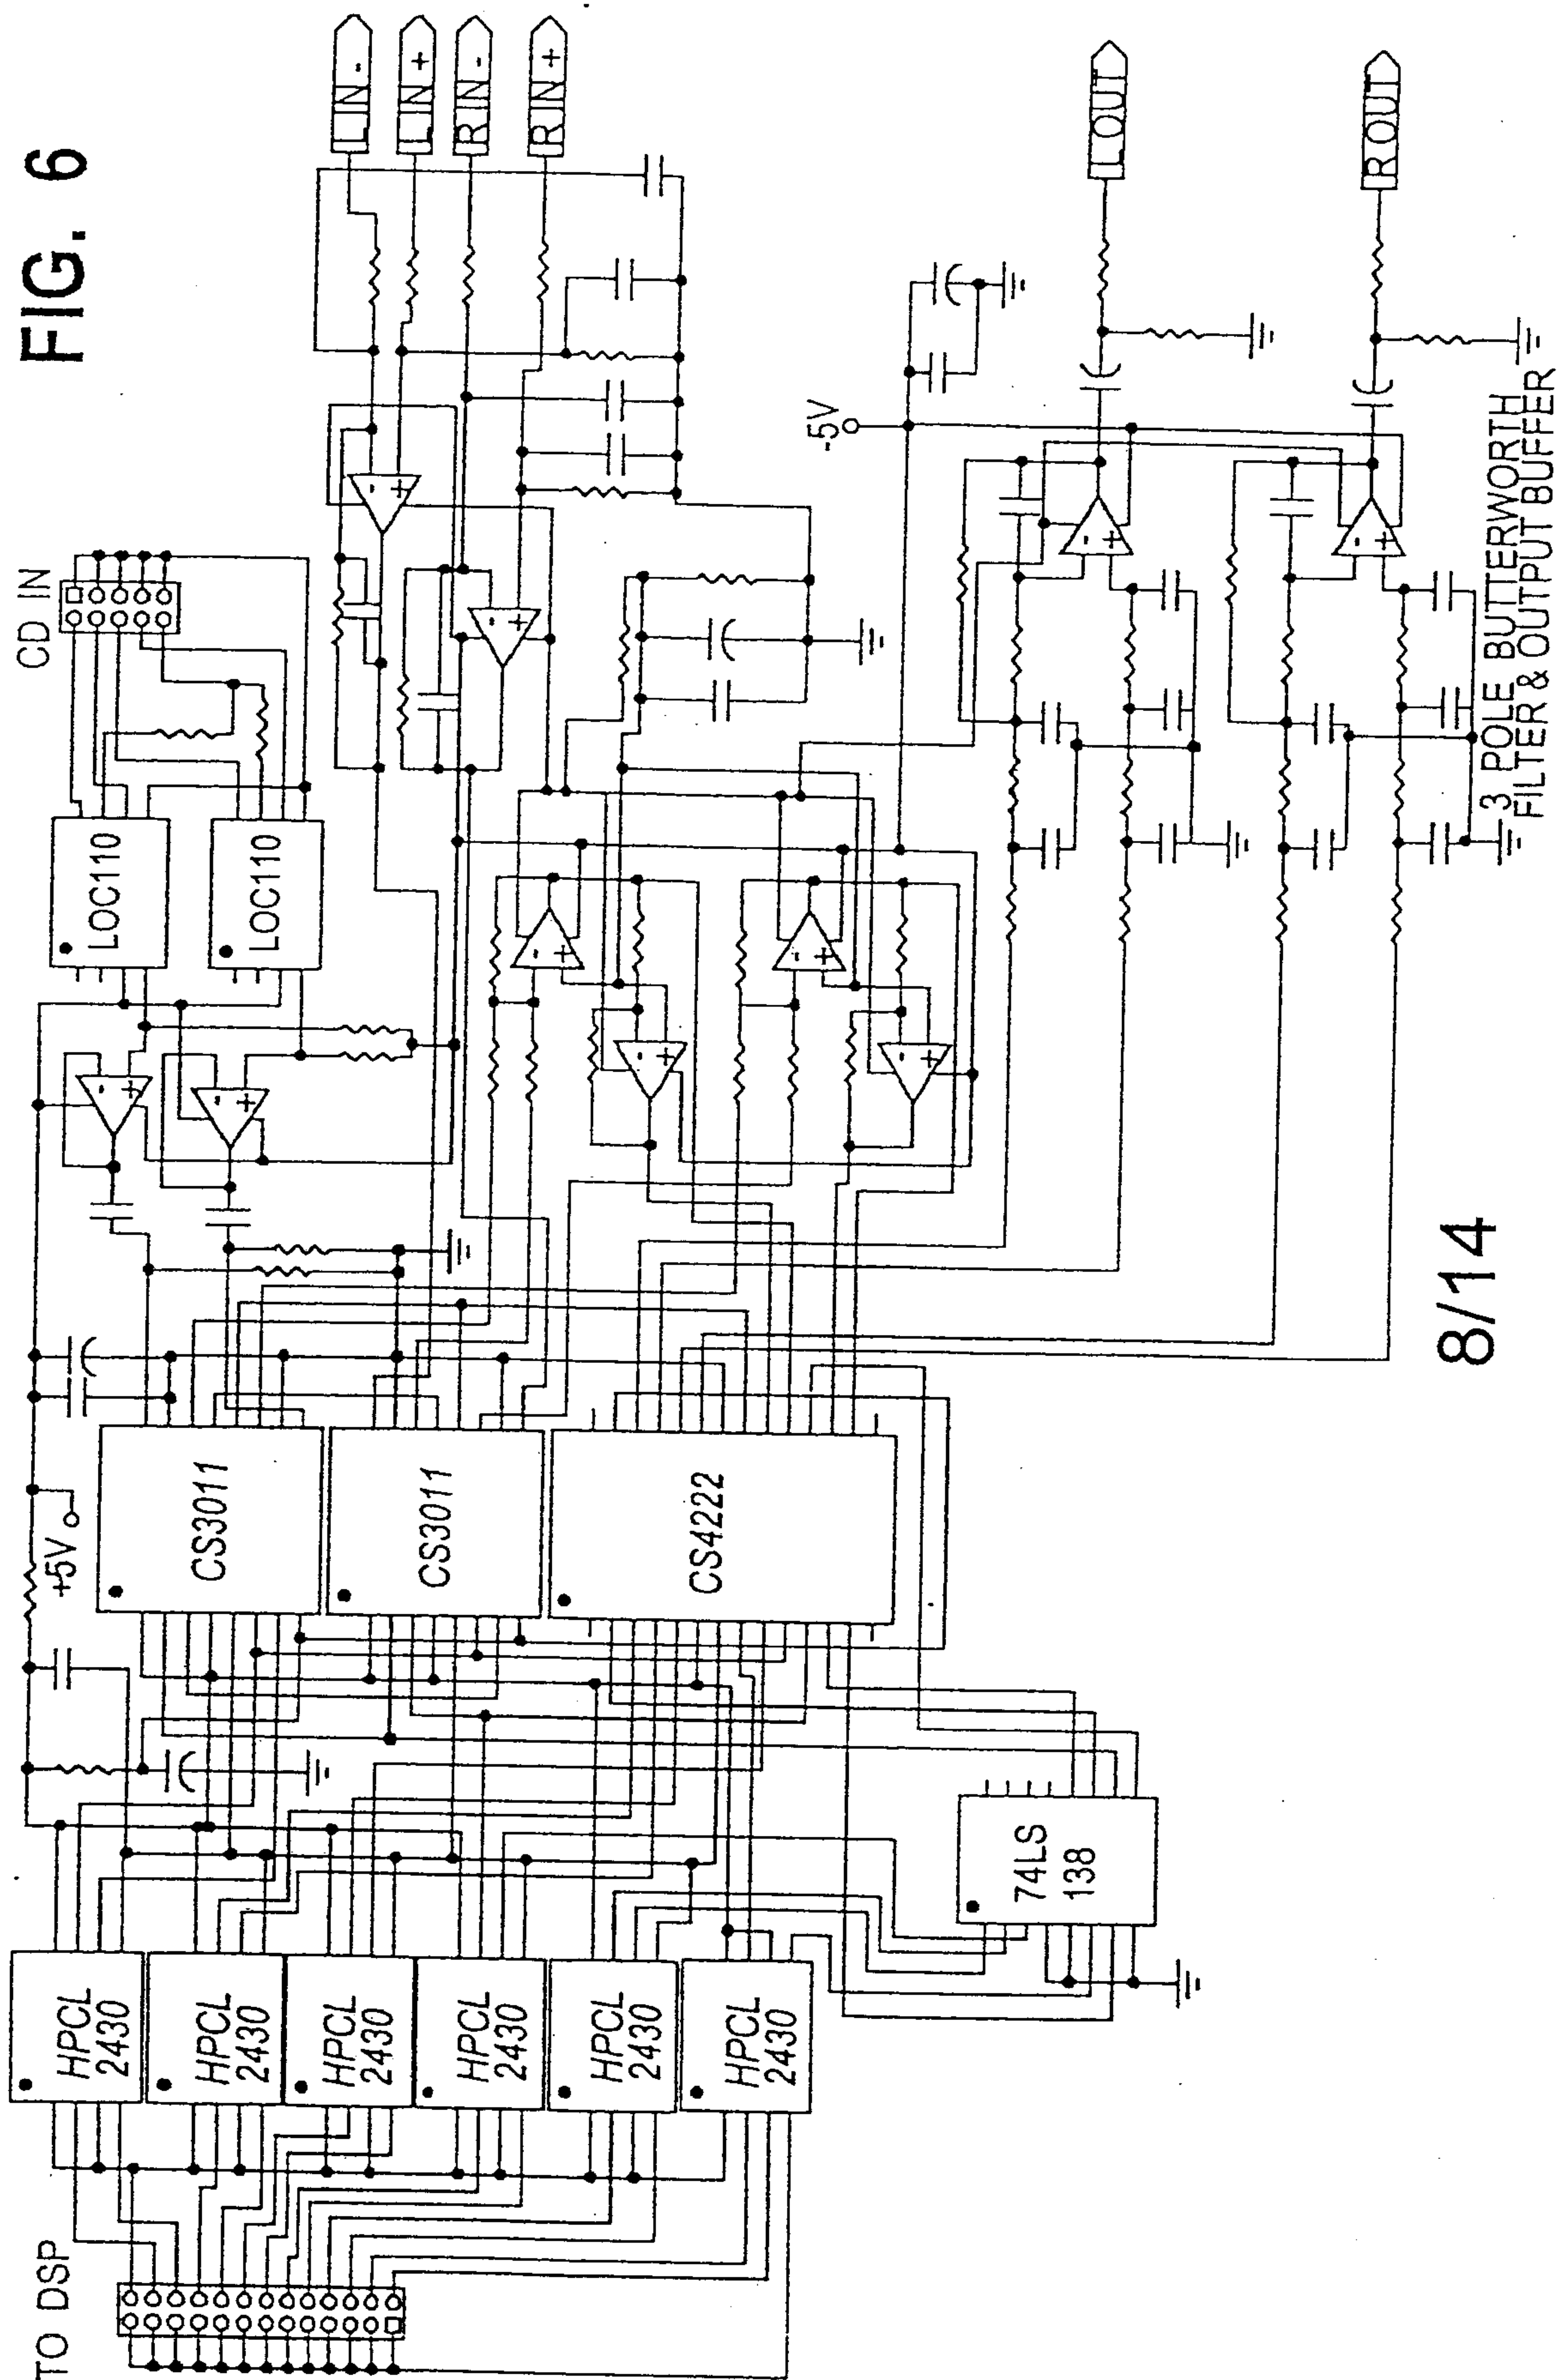 FIG. 6
TO DSP
HPCL
2430
HPCL
2430
HPCL
2430
HPCL
2430
HPCL
2430
HPCL
2430
+5V
CS3011
CS3011
CS4222
74LS
138
LOC110
LOC110
CD IN
-
+
-
+
-
+
-
+
-
+
-
+
-
+
-
+
-
+
-
+
L IN -
L IN +
R IN -
R IN +
-5V
L OUT
R OUT
3 POLE BUTTERWORTH
FILTER & OUTPUT BUFFER
8/14